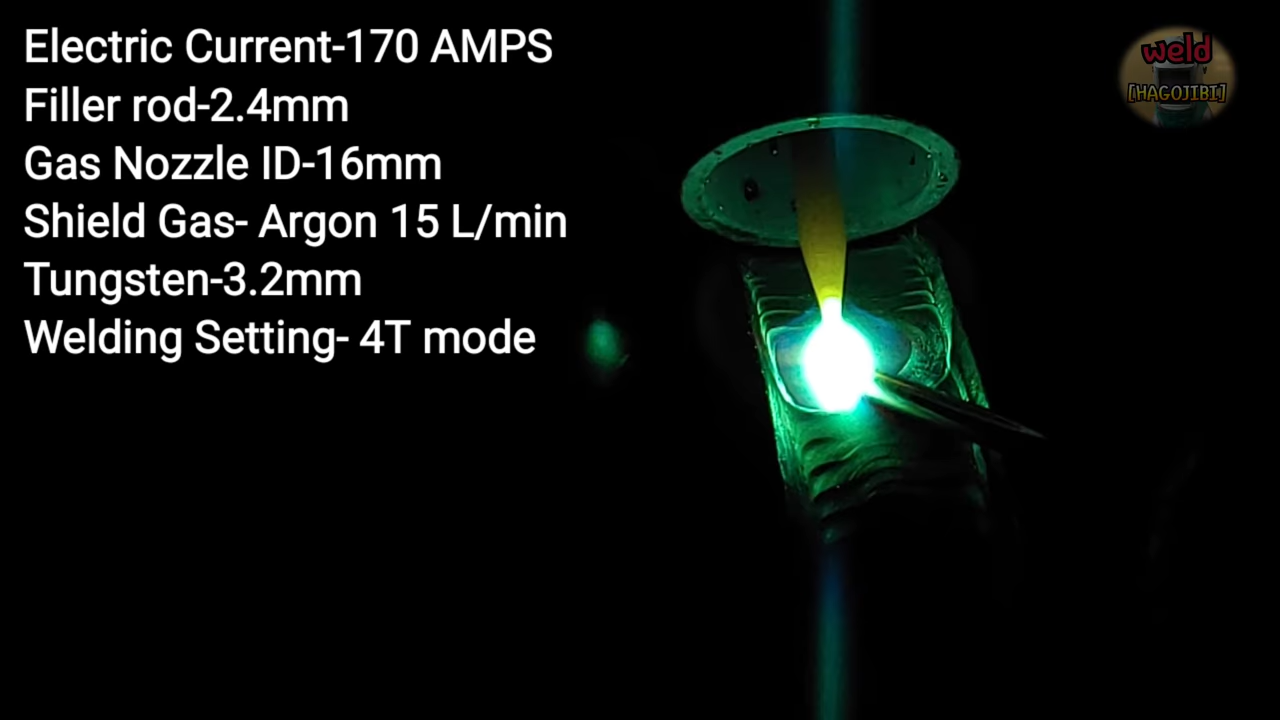 Electric Current-170 AMPS
Filler rod-2.4mm
Gas Nozzle ID-16mm
Shield Gas- Argon 15 L/min
Tungsten-3.2mm
Welding Setting- 4T mode
weld
[HAGOJIBI]